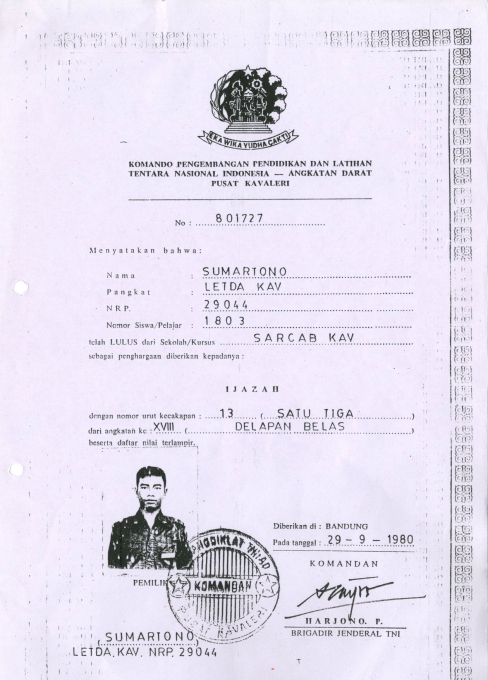 EKA WIKA YUDHA CAKTI
KOMANDO PENGEMBANGAN PENDIDIKAN DAN LATIHAN
TENTARA NASIONAL INDONESIA — ANGKATAN DARAT
PUSAT KAVALERI
No : 801727
Menyatakan bahwa:
Nama : SUMARTONO
Pangkat : LETDA KAV
NRP. : 29044
Nomor Siswa/Pelajar : 1803
telah LULUS dari Sekolah/Kursus SARCAB KAV
sebagai penghargaan diberikan kepadanya :
IJAZAH
dengan nomor urut kecakapan : 13 ( SATU TIGA )
dari angkatan ke : XVIII ( DELAPAN BELAS )
beserta daftar nilai terlampir.
Diberikan di : BANDUNG
Pada tanggal : 29 - 9 - 1980
KOMANDAN
PEMILIK
KODIKLAT TNI AD
KOMANDAN
PUSAT KAVALERI
HARJONO. P.
BRIGADIR JENDERAL TNI
(SUMARTONO)
LETDA, KAV, NRP, 29044